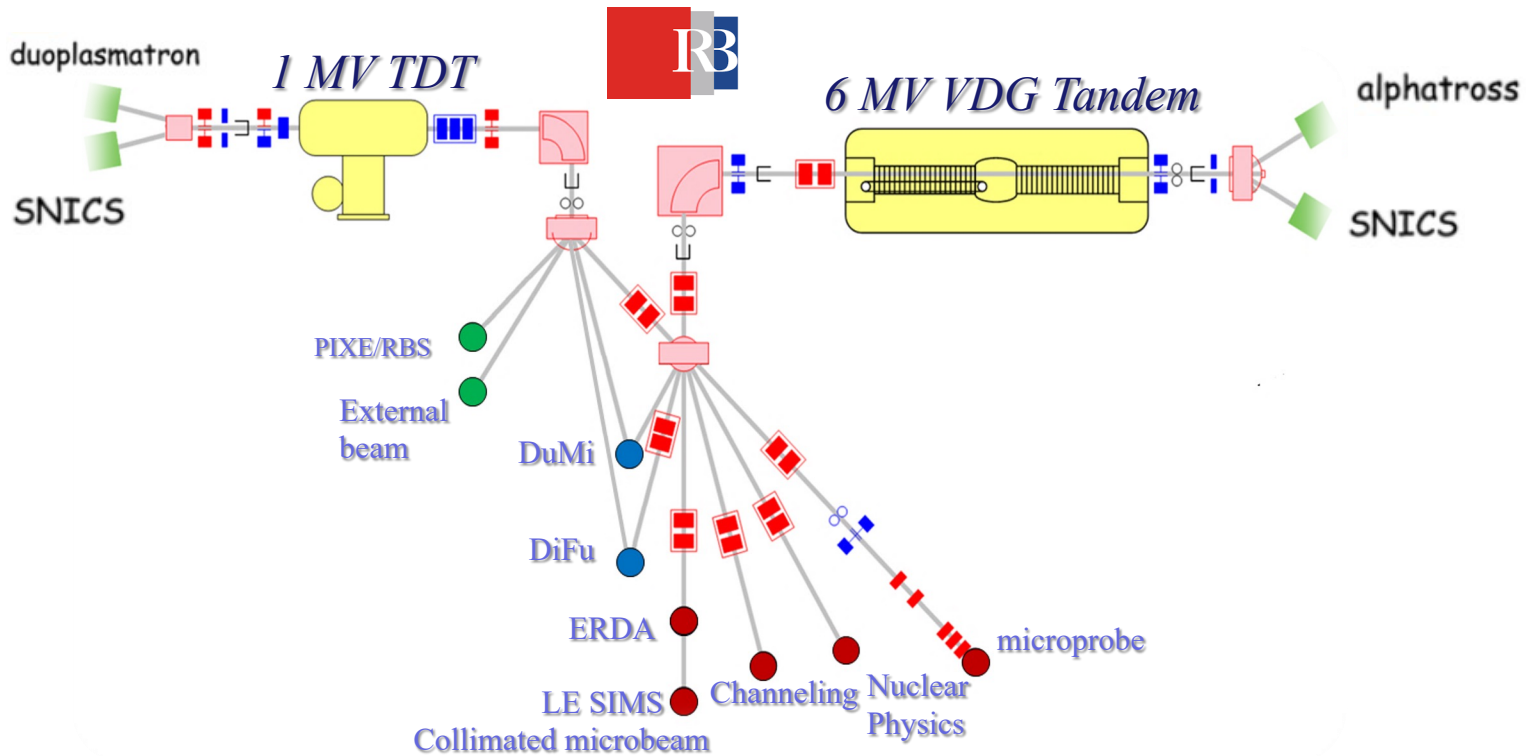 duoplasmatron
1 MV TDT
IRB
6 MV VDG Tandem
alphatross
SNICS
SNICS
PIXE/RBS
External
beam
DuMi
DiFu
ERDA
microprobe
LE SIMS
Collimated microbeam
Channeling
Nuclear
Physics